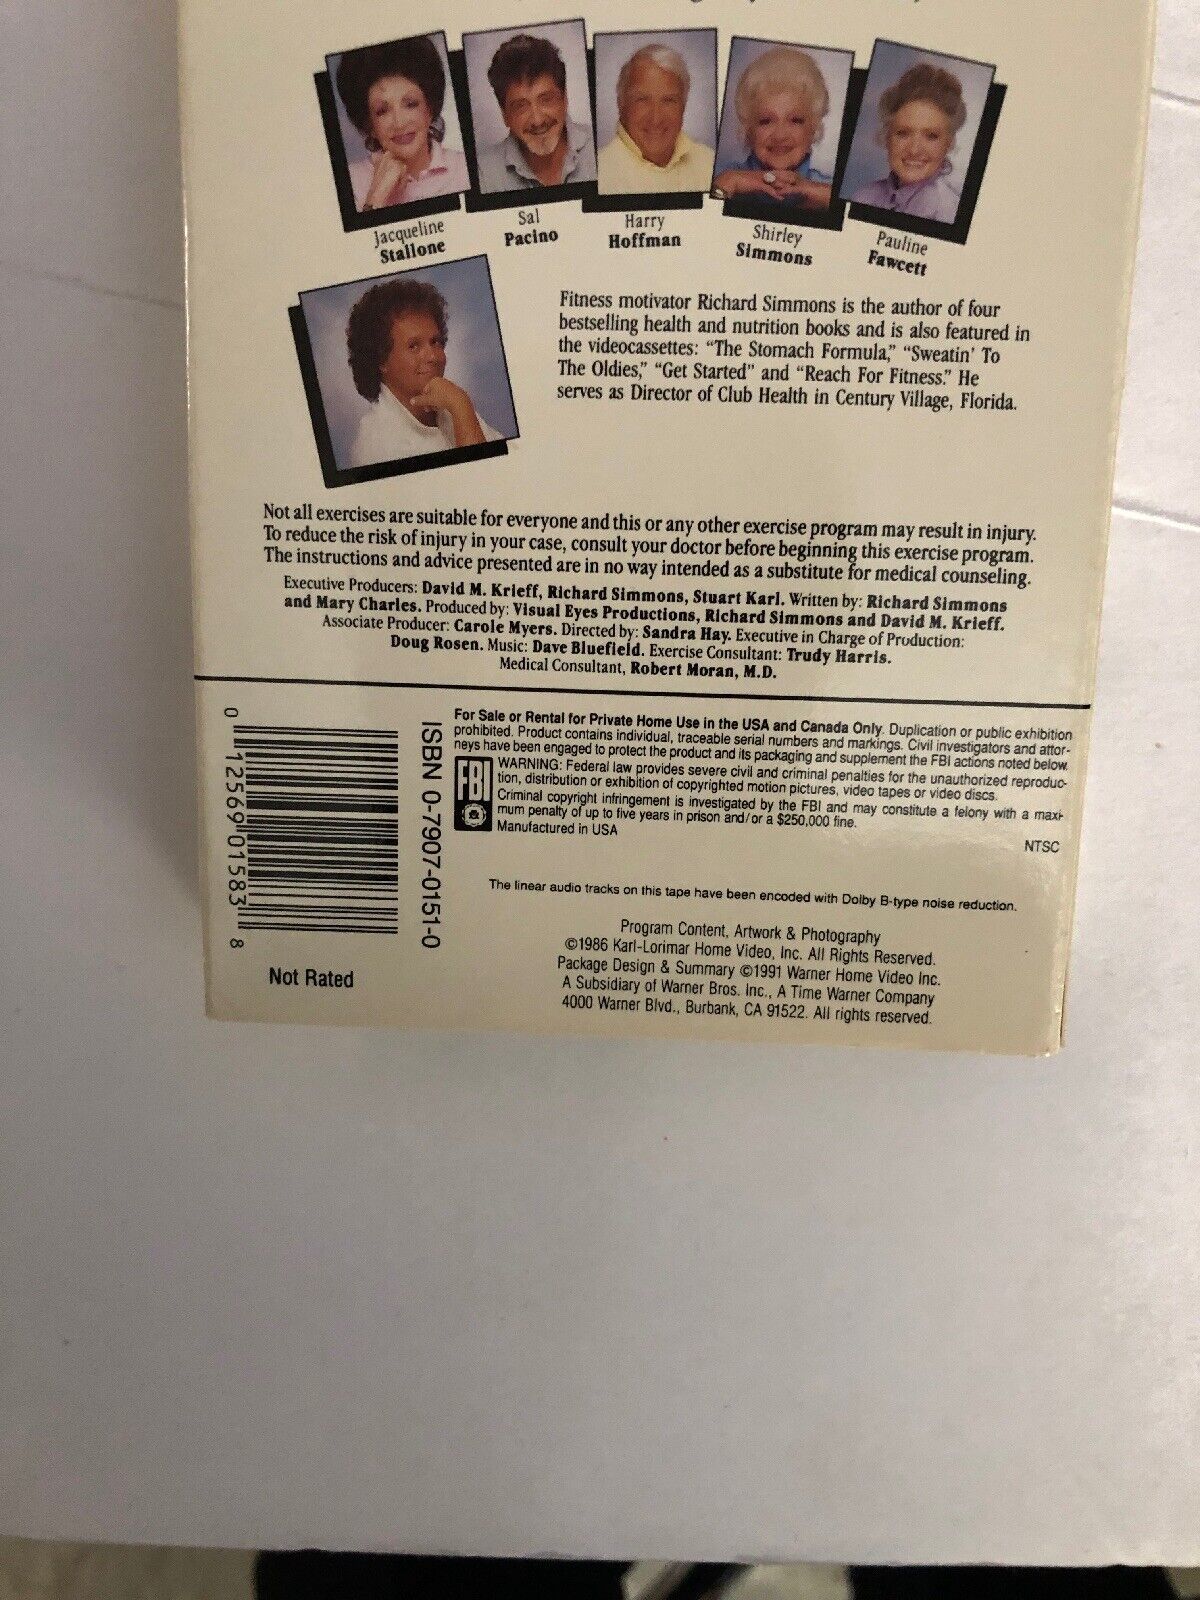 Jacqueline
Stallone
Sal
Pacino
Harry
Hoffman
Shirley
Simmons
Pauline
Fawcett
Fitness motivator Richard Simmons is the author of four
bestselling health and nutrition books and is also featured in
the videocassettes: “The Stomach Formula,” “Sweatin’ To
The Oldies,” “Get Started” and “Reach For Fitness.” He
serves as Director of Club Health in Century Village, Florida.
Not all exercises are suitable for everyone and this or any other exercise program may result in injury.
To reduce the risk of injury in your case, consult your doctor before beginning this exercise program.
The instructions and advice presented are in no way intended as a substitute for medical counseling.
Executive Producers: David M. Krieff, Richard Simmons, Stuart Karl. Written by: Richard Simmons
and Mary Charles. Produced by: Visual Eyes Productions, Richard Simmons and David M. Krieff.
Associate Producer: Carole Myers. Directed by: Sandra Hay. Executive in Charge of Production:
Doug Rosen. Music: Dave Bluefield. Exercise Consultant: Trudy Harris.
Medical Consultant, Robert Moran, M.D.
0 12569 01583 8
ISBN 0-7907-0151-0
Not Rated
For Sale or Rental for Private Home Use in the USA and Canada Only. Duplication or public exhibition
prohibited. Product contains individual, traceable serial numbers and markings. Civil investigators and attor-
neys have been engaged to protect the product and its packaging and supplement the FBI actions noted below.
FBI
WARNING: Federal law provides severe civil and criminal penalties for the unauthorized reproduc-
tion, distribution or exhibition of copyrighted motion pictures, video tapes or video discs.
Criminal copyright infringement is investigated by the FBI and may constitute a felony with a maxi-
mum penalty of up to five years in prison and/or a $250,000 fine.
Manufactured in USA
NTSC
The linear audio tracks on this tape have been encoded with Dolby B-type noise reduction.
Program Content, Artwork & Photography
©1986 Karl-Lorimar Home Video, Inc. All Rights Reserved.
Package Design & Summary ©1991 Warner Home Video Inc.
A Subsidiary of Warner Bros. Inc., A Time Warner Company
4000 Warner Blvd., Burbank, CA 91522. All rights reserved.